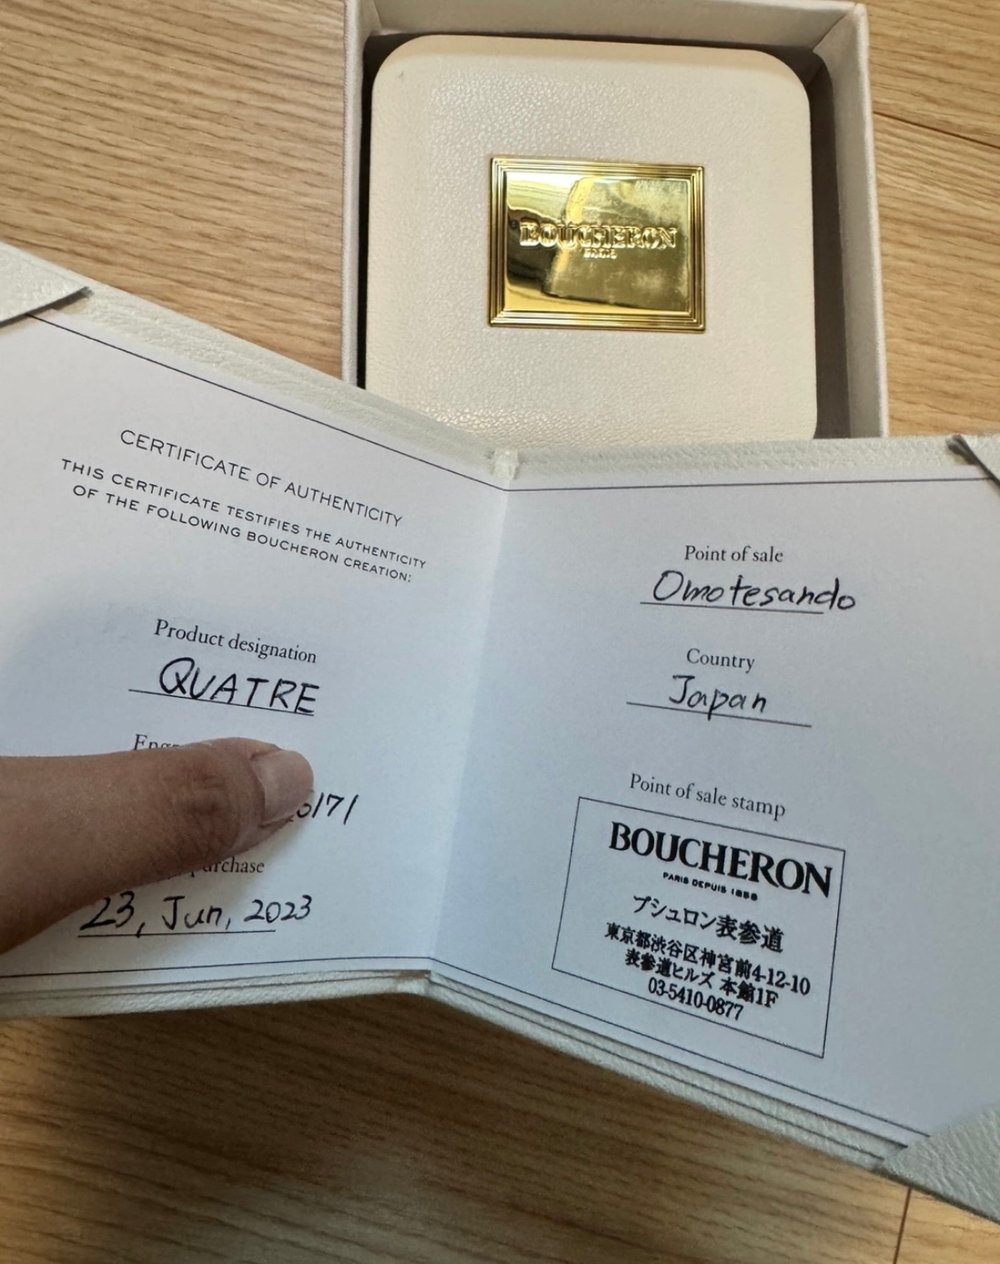 BOUCHERON
PARIS
CERTIFICATE OF AUTHENTICITY
THIS CERTIFICATE TESTIFIES THE AUTHENTICITY
OF THE FOLLOWING BOUCHERON CREATION:
Product designation
QUATRE
23, Jun, 2023
Point of sale
Omotesando
Country
Japan
Point of sale stamp
BOUCHERON
PARIS DEPUIS 1858
ブシュロン表参道
東京都渋谷区神宮前4-12-10
表参道ヒルズ 本館1F
03-5410-0877